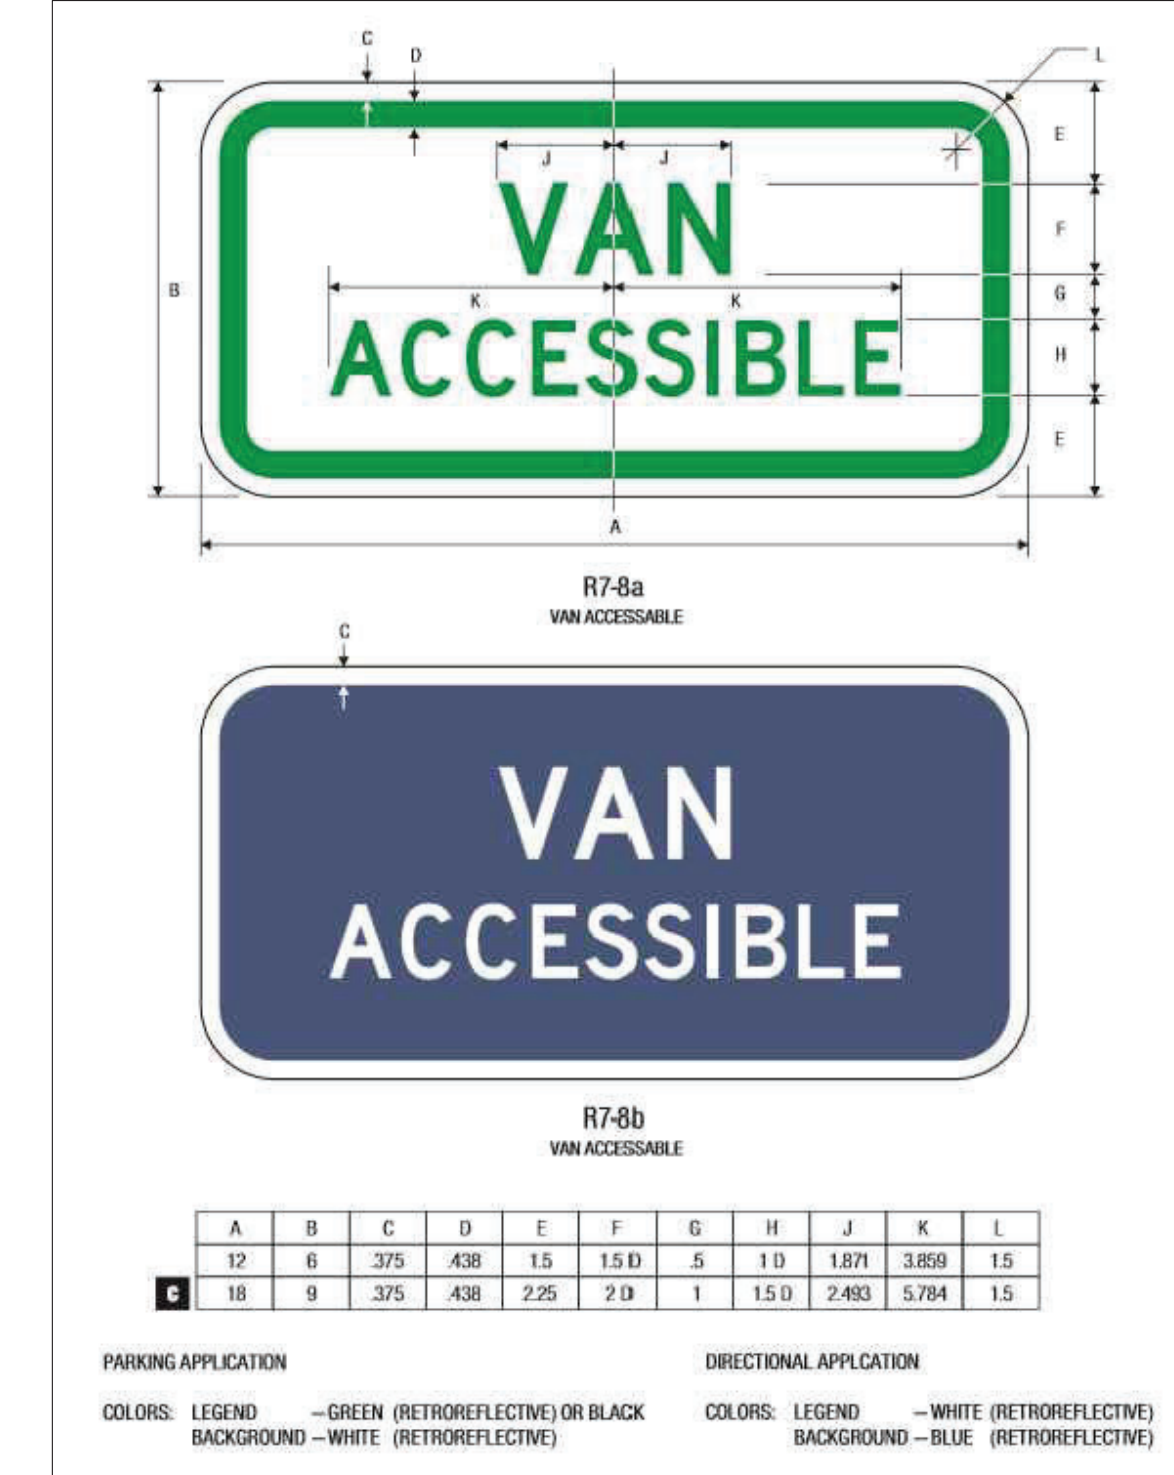 C
D
L
E
J J
VAN
F
B
K K
G
ACCESSIBLE
H
E
A
R7-8a
VAN ACCESSABLE
C
VAN
ACCESSIBLE
R7-8b
VAN ACCESSABLE
A B C D E F G H J K L
12 6 .375 .438 1.5 1.5 D .5 1 D 1.871 3.859 1.5
C 18 9 .375 .438 2.25 2 D 1 1.5 D 2.493 5.784 1.5
PARKING APPLICATION DIRECTIONAL APPLCATION
COLORS: LEGEND – GREEN (RETROREFLECTIVE) OR BLACK COLORS: LEGEND – WHITE (RETROREFLECTIVE)
BACKGROUND – WHITE (RETROREFLECTIVE) BACKGROUND – BLUE (RETROREFLECTIVE)